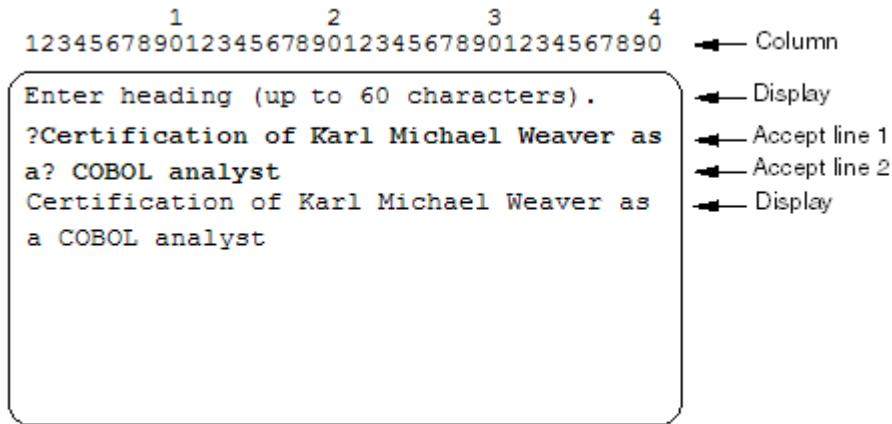 1 2 3 4
1234567890123456789012345678901234567890 Column
Enter heading (up to 60 characters). Display
?Certification of Karl Michael Weaver as Accept line 1
a? COBOL analyst Accept line 2
Certification of Karl Michael Weaver as Display
a COBOL analyst